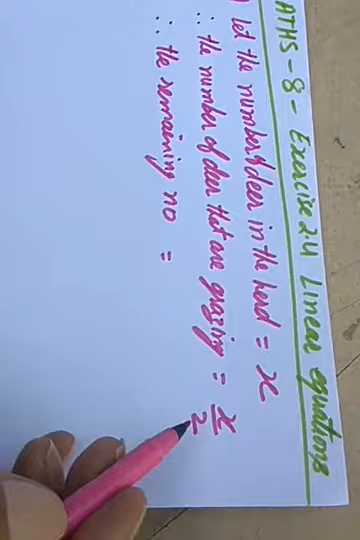 ATHS-8- Exercise 2.4 Linear equations
) Let the number of deer in the herd = x
∴ the number of deer that are grazing = x/2
∴ the remaining no =